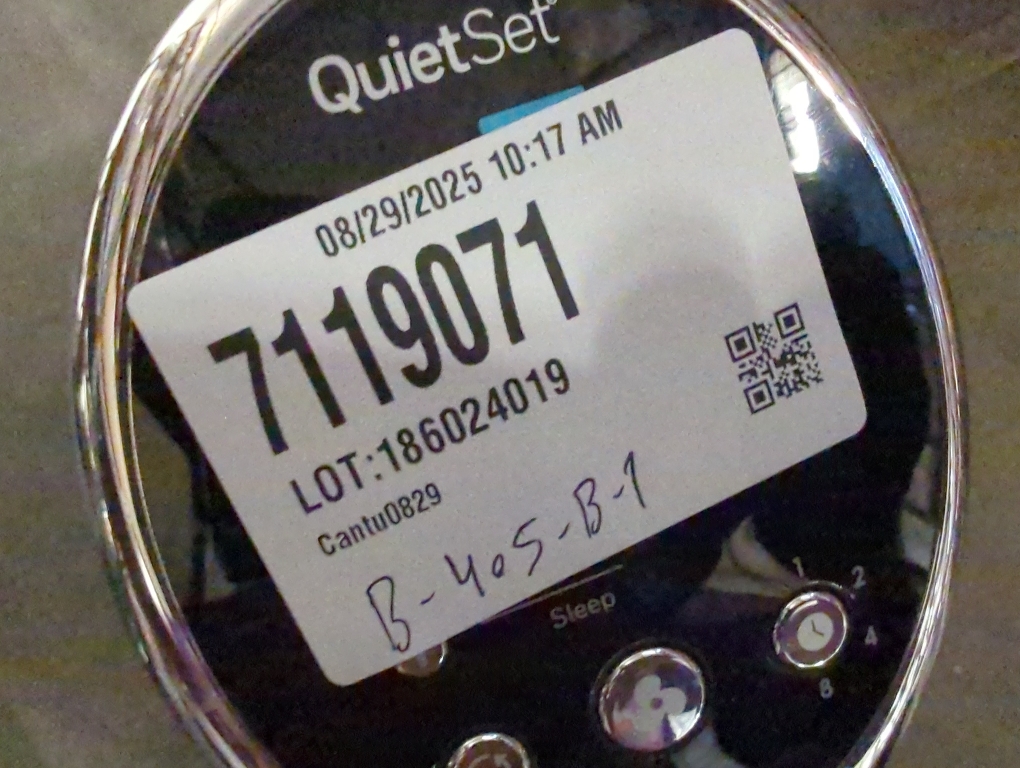 QuietSet®
08/29/2025 10:17 AM
7119071
LOT:186024019
Cantu0829
B-405-B-1
Sleep
1
2
4
8